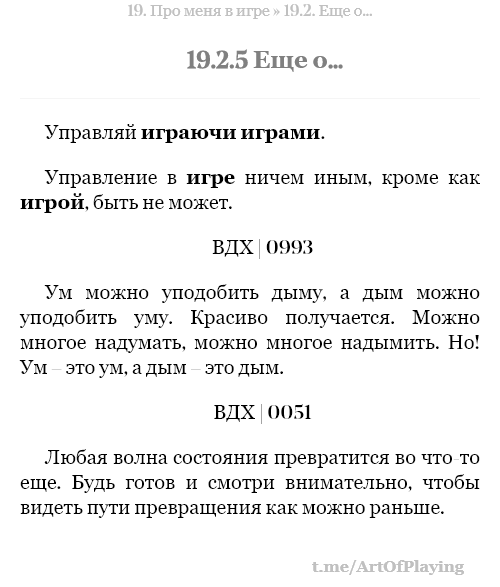 19. Про меня в игре » 19.2. Еще о...
19.2.5 Еще о...
Управляй играючи играми.
Управление в игре ничем иным, кроме как
игрой, быть не может.
ВДХ | 0993
Ум можно уподобить дыму, а дым можно
уподобить уму. Красиво получается. Можно
многое надумать, можно многое надымить. Но!
Ум – это ум, а дым – это дым.
ВДХ | 0051
Любая волна состояния превратится во что-то
еще. Будь готов и смотри внимательно, чтобы
видеть пути превращения как можно раньше.
t.me/ArtOfPlaying